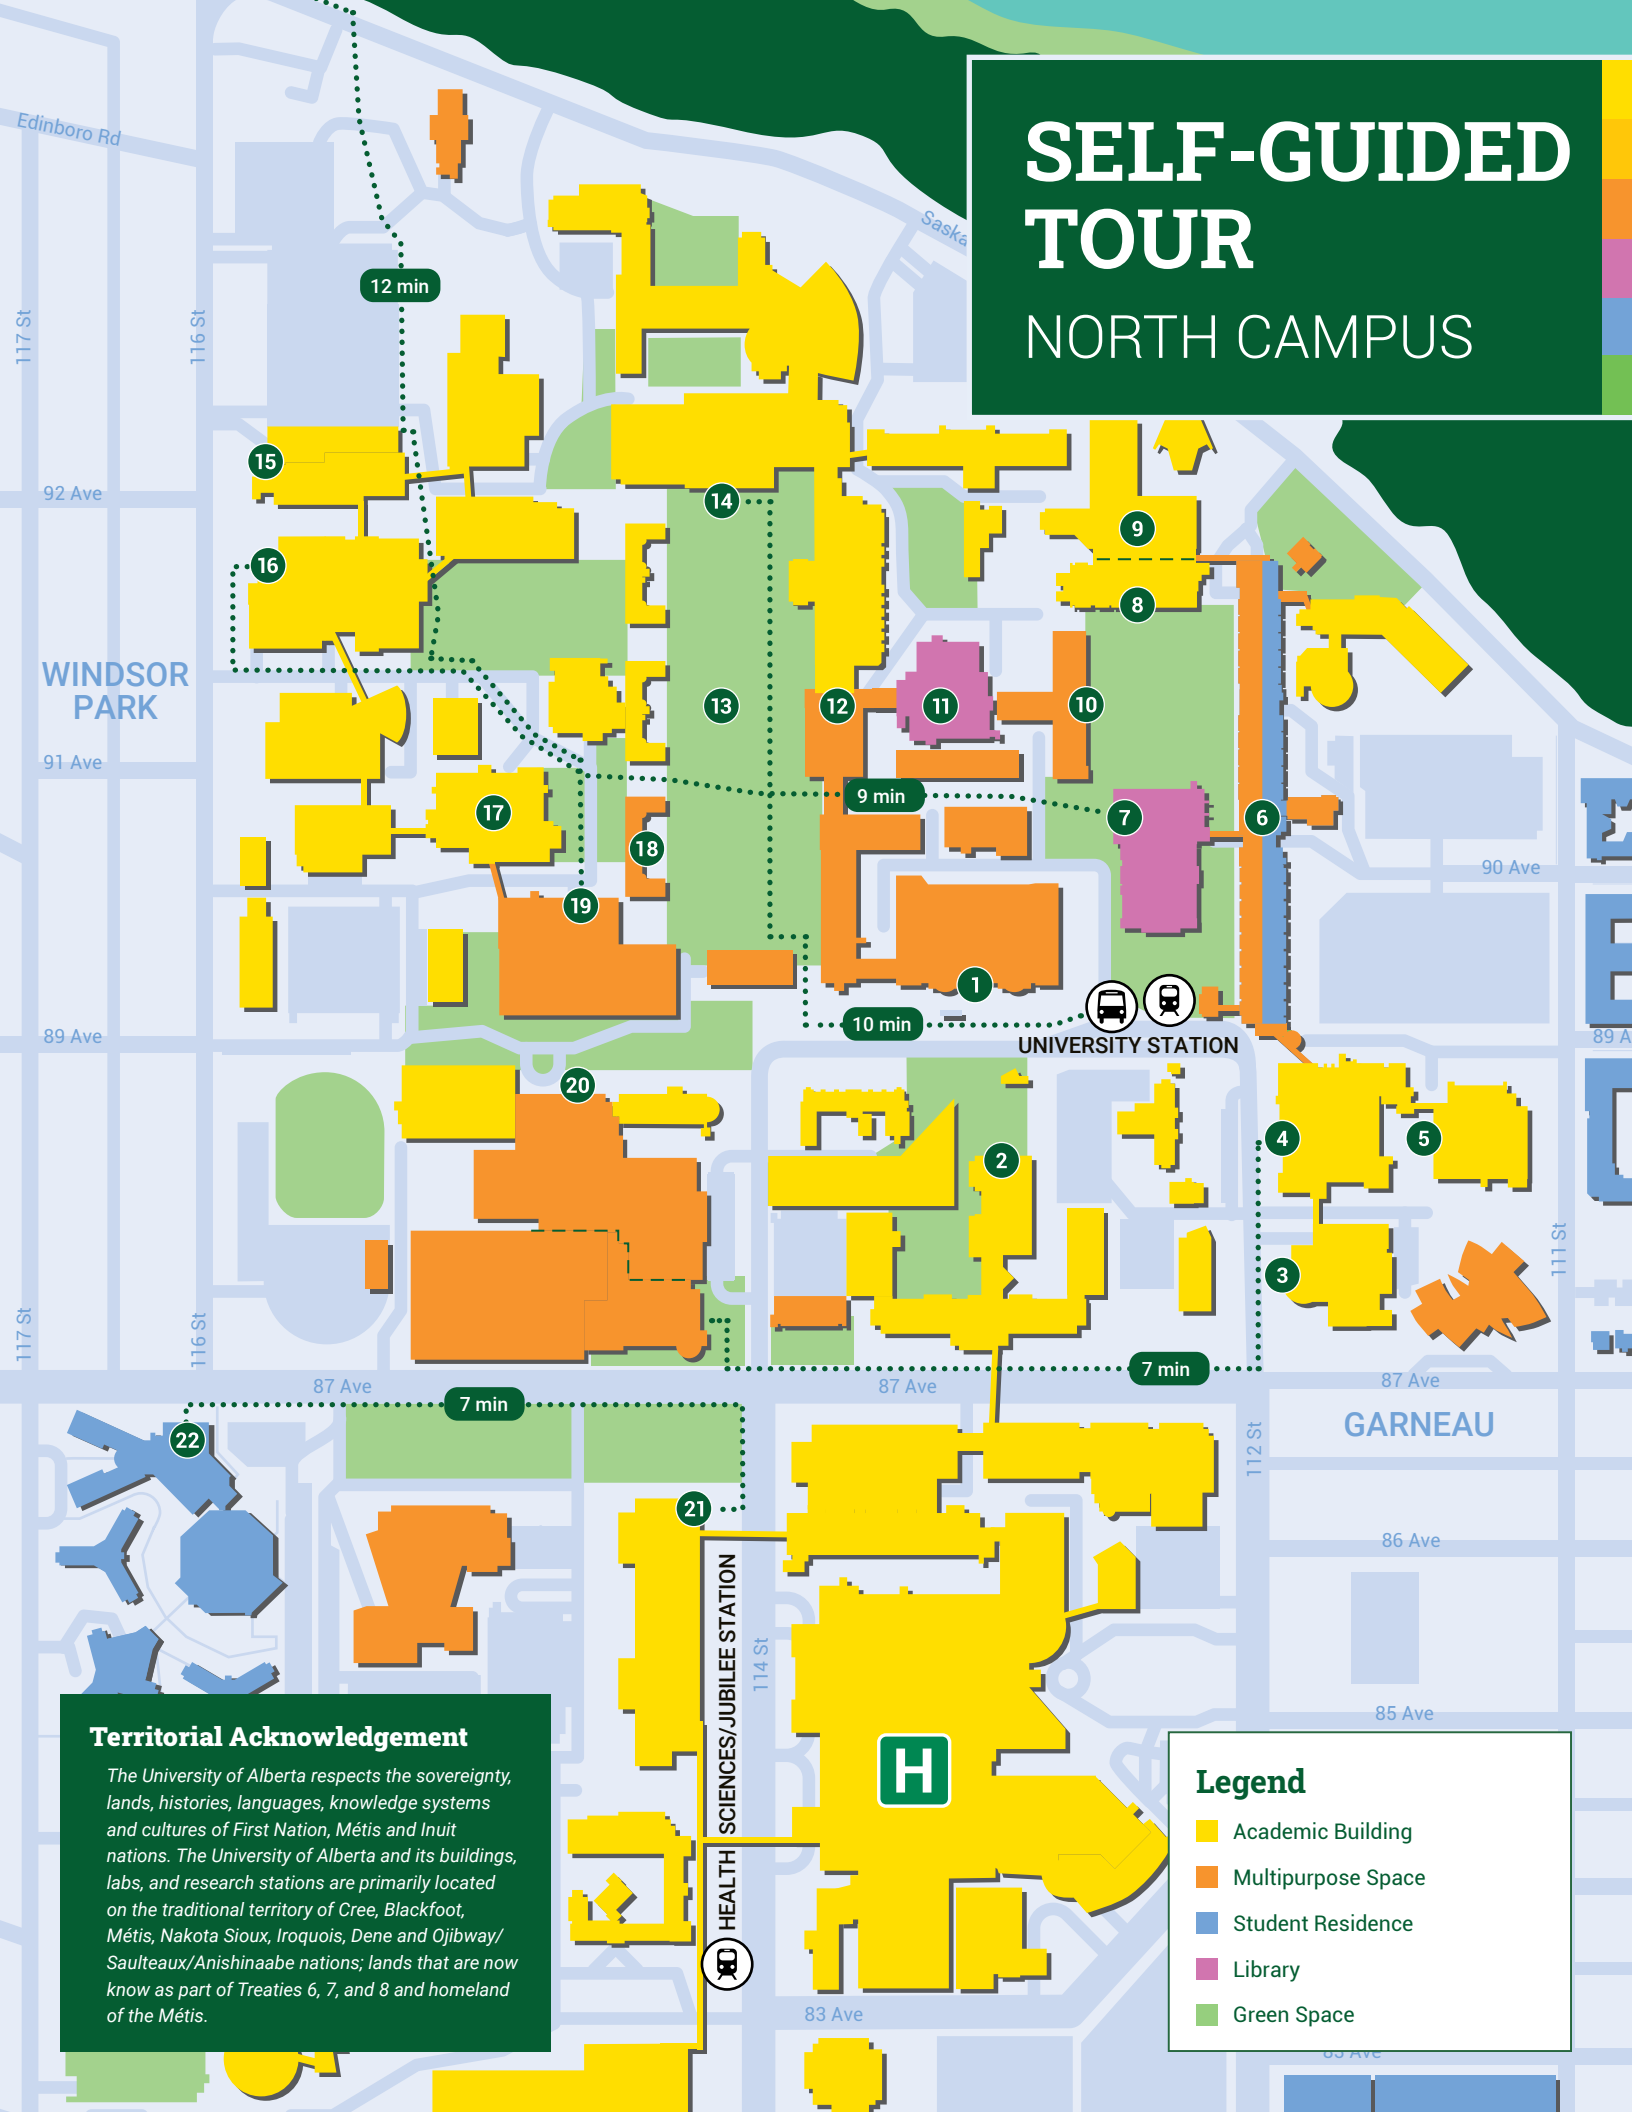 SELF-GUIDED
TOUR
NORTH CAMPUS
Edinboro Rd
Saska
117 St
116 St
12 min
15
14
92 Ave
9
16
8
WINDSOR
PARK
13
12
11
10
91 Ave
9 min
17
7
6
18
90 Ave
19
1
10 min
UNIVERSITY STATION
89 Ave
89 A
20
2
4
5
3
111 St
117 St
116 St
7 min
87 Ave
87 Ave
87 Ave
7 min
GARNEAU
22
112 St
21
86 Ave
HEALTH SCIENCES/JUBILEE STATION
114 St
85 Ave
H
83 Ave
83 Ave
Territorial Acknowledgement
The University of Alberta respects the sovereignty,
lands, histories, languages, knowledge systems
and cultures of First Nation, Métis and Inuit
nations. The University of Alberta and its buildings,
labs, and research stations are primarily located
on the traditional territory of Cree, Blackfoot,
Métis, Nakota Sioux, Iroquois, Dene and Ojibway/
Saulteaux/Anishinaabe nations; lands that are now
know as part of Treaties 6, 7, and 8 and homeland
of the Métis.
Legend
Academic Building
Multipurpose Space
Student Residence
Library
Green Space